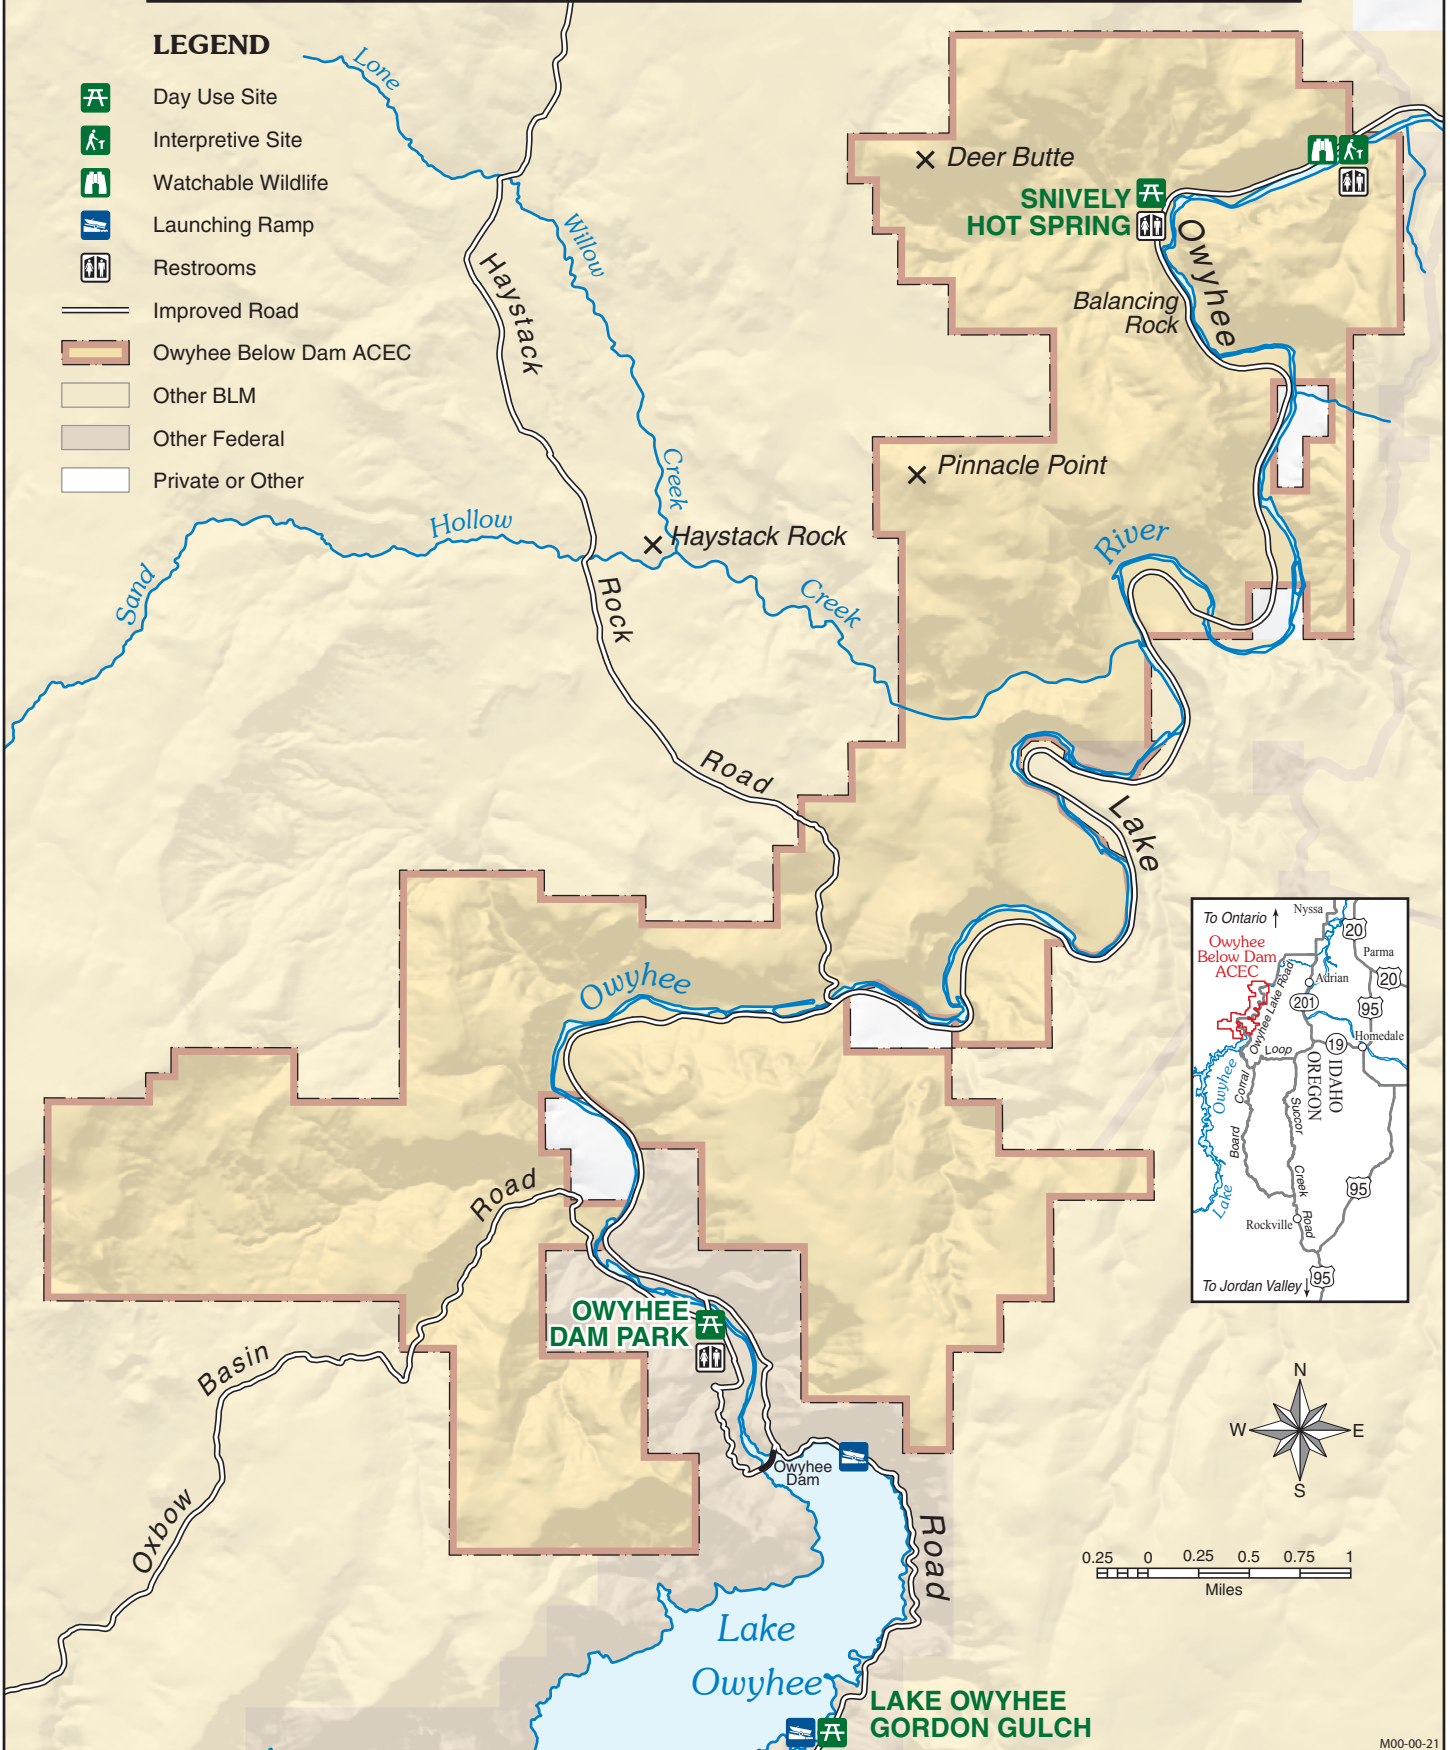 LEGEND
Day Use Site
Interpretive Site
Watchable Wildlife
Launching Ramp
Restrooms
Improved Road
Owyhee Below Dam ACEC
Other BLM
Other Federal
Private or Other
Lone
Willow
Creek
Haystack
Rock
Road
Deer Butte
SNIVELY
HOT SPRING
Owyhee
Balancing
Rock
Pinnacle Point
Haystack Rock
Sand
Hollow
Creek
River
Lake
Owyhee
Road
Basin
Oxbow
OWYHEE
DAM PARK
Owyhee
Dam
Road
Lake
Owyhee
LAKE OWYHEE
GORDON GULCH
To Ontario
Nyssa
20
Owyhee
Below Dam
ACEC
Parma
Adrian
20
201
95
Owyhee Lake Road
Homedale
19
Loop
IDAHO
OREGON
Owyhee
Corral
Succor
Board
Creek
95
Lake
Rockville
Road
To Jordan Valley
95
N
W
E
S
0.25 0 0.25 0.5 0.75 1
Miles
M00-00-21